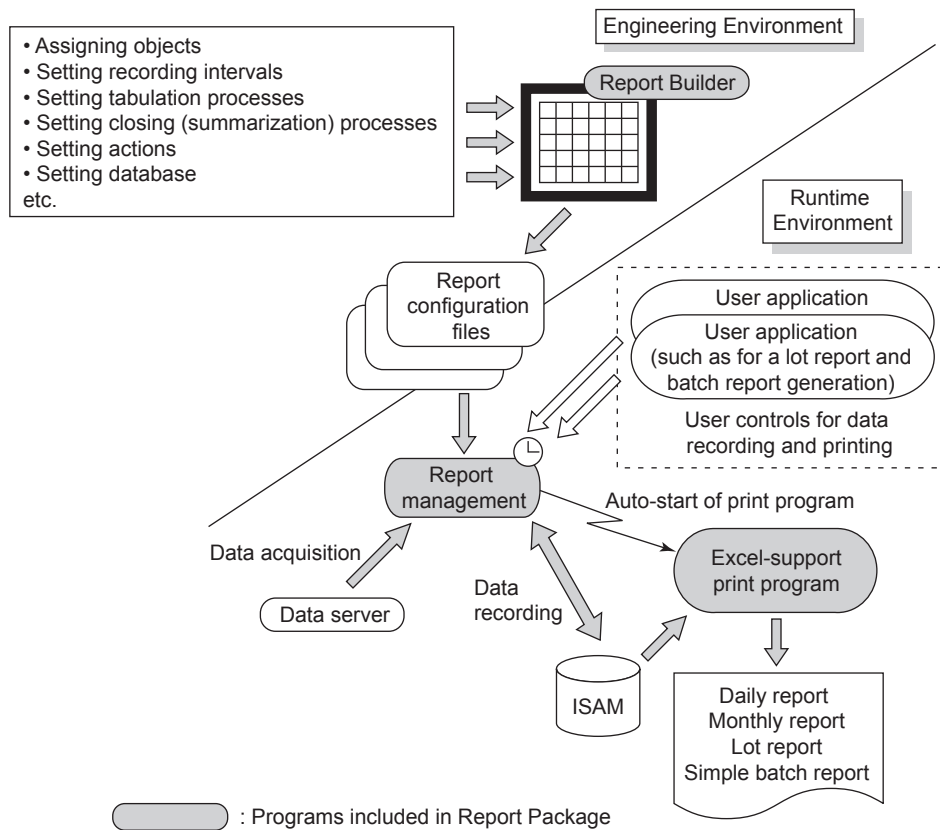 Engineering Environment
• Assigning objects
• Setting recording intervals
• Setting tabulation processes
• Setting closing (summarization) processes
• Setting actions
• Setting database
etc.
Report Builder
Runtime
Environment
Report
configuration
files
User application
User application
(such as for a lot report and
batch report generation)
User controls for data
recording and printing
Report
management
Auto-start of print program
Data acquisition
Data server
Data
recording
Excel-support
print program
ISAM
Daily report
Monthly report
Lot report
Simple batch report
: Programs included in Report Package